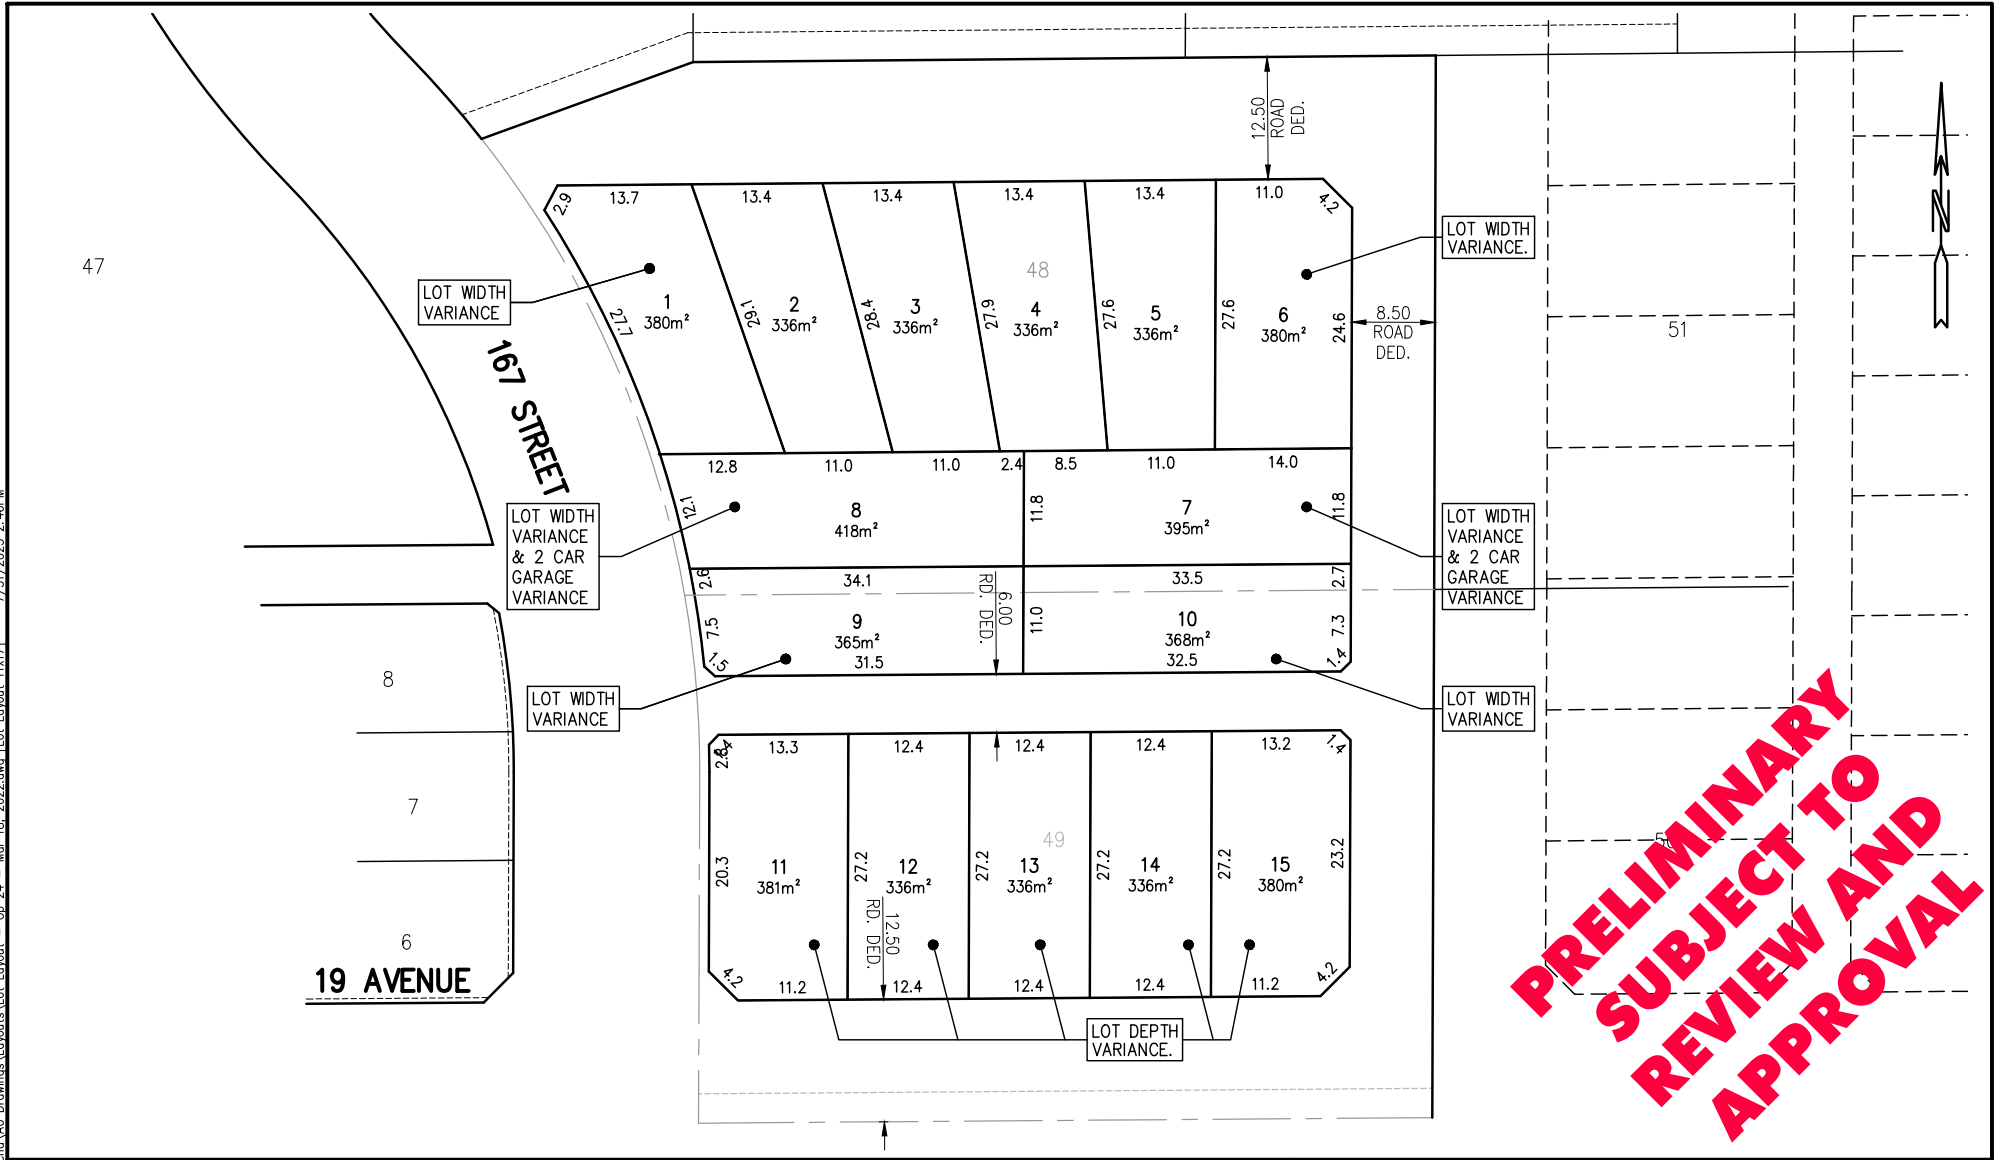 12.50
ROAD
DED.
2.9
13.7
13.4
13.4
13.4
13.4
11.0
4.2
47
48
51
LOT WIDTH
VARIANCE
LOT WIDTH
VARIANCE.
1
380m²
2
336m²
3
336m²
4
336m²
5
336m²
6
380m²
27.7
29.1
28.4
27.9
27.6
27.6
24.6
8.50
ROAD
DED.
167 STREET
12.8
11.0
11.0
2.4
8.5
11.0
14.0
LOT WIDTH
VARIANCE
& 2 CAR
GARAGE
VARIANCE
12.1
8
418m²
11.8
7
395m²
11.8
LOT WIDTH
VARIANCE
& 2 CAR
GARAGE
VARIANCE
2.6
34.1
33.5
2.7
6.00
RD. DED.
7.5
9
365m²
11.0
10
368m²
7.3
1.5
31.5
32.5
1.4
LOT WIDTH
VARIANCE
LOT WIDTH
VARIANCE
8
7
6
19 AVENUE
13.3
12.4
12.4
12.4
13.2
1.4
49
20.3
11
381m²
27.2
12
336m²
27.2
13
336m²
27.2
14
336m²
27.2
15
380m²
23.2
12.50
RD. DED.
4.2
11.2
12.4
12.4
12.4
11.2
4.2
LOT DEPTH
VARIANCE.
PRELIMINARY
SUBJECT TO
REVIEW AND
APPROVAL
N